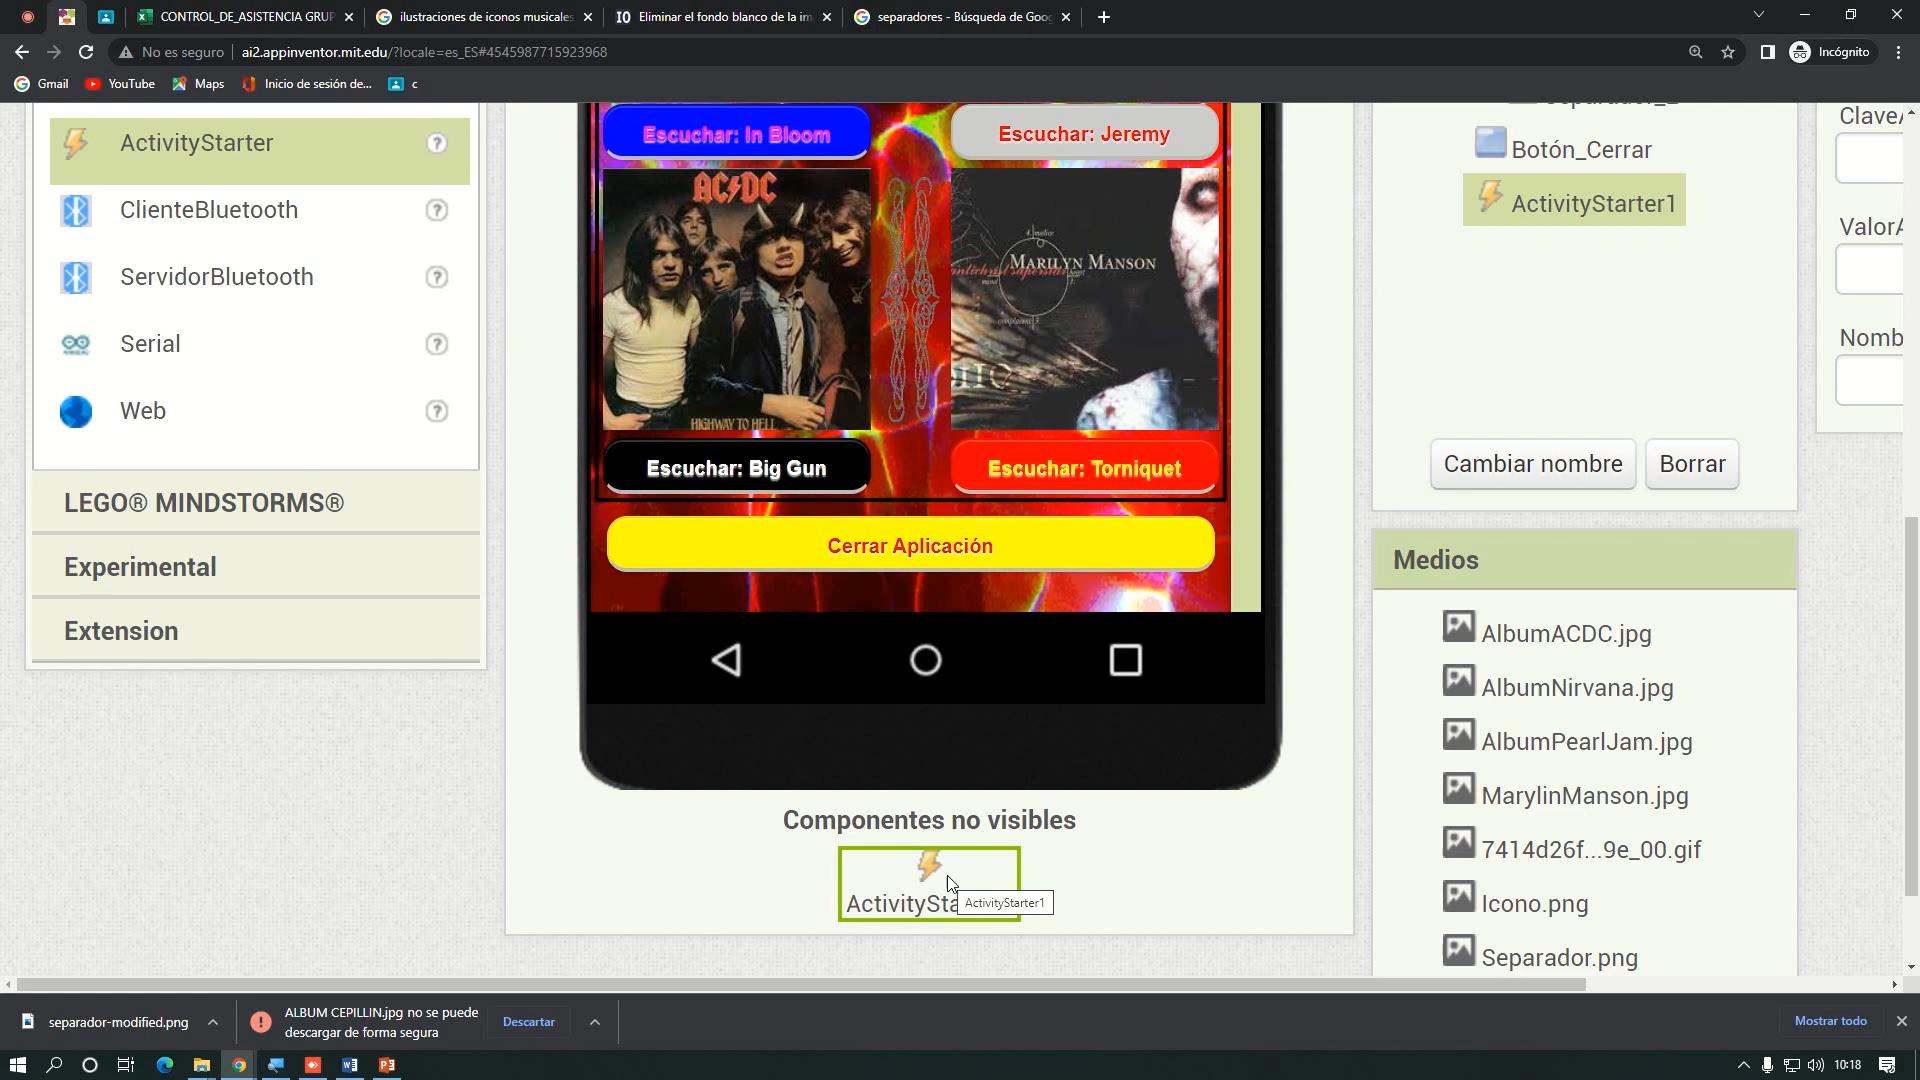 CONTROL_DE_ASISTENCIA GRUP
ilustraciones de iconos musicales
Eliminar el fondo blanco de la im
separadores - Búsqueda de Goog
No es seguro
ai2.appinventor.mit.edu/?locale=es_ES#4545987715923968
Incógnito
Gmail
YouTube
Maps
Inicio de sesión de...
c
ActivityStarter
ClienteBluetooth
ServidorBluetooth
Serial
Web
LEGO® MINDSTORMS®
Experimental
Extension
Escuchar: In Bloom
Escuchar: Jeremy
AC/DC
HIGHWAY TO HELL
MARILYN MANSON
antichrist superstar
Escuchar: Big Gun
Escuchar: Torniquet
Cerrar Aplicación
Componentes no visibles
ActivitySta
ActivityStarter1
Botón_Cerrar
ActivityStarter1
Cambiar nombre
Borrar
Medios
AlbumACDC.jpg
AlbumNirvana.jpg
AlbumPearlJam.jpg
MarylinManson.jpg
7414d26f...9e_00.gif
Icono.png
Separador.png
ClaveA
ValorA
Nomb
separador-modified.png
ALBUM CEPILLIN.jpg no se puede
descargar de forma segura
Descartar
Mostrar todo
10:18